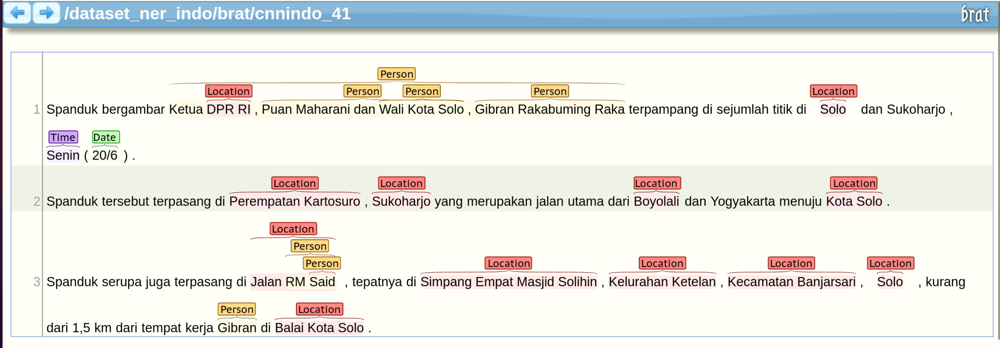 /dataset_ner_indo/brat/cnnindo_41 brat
Person
Location Person Person Person Location
1 Spanduk bergambar Ketua DPR RI , Puan Maharani dan Wali Kota Solo , Gibran Rakabuming Raka terpampang di sejumlah titik di Solo dan Sukoharjo ,
Time Date
Senin ( 20/6 ) .
Location Location Location Location
2 Spanduk tersebut terpasang di Perempatan Kartosuro , Sukoharjo yang merupakan jalan utama dari Boyolali dan Yogyakarta menuju Kota Solo .
Location
Person
Person Location Location Location Location
3 Spanduk serupa juga terpasang di Jalan RM Said , tepatnya di Simpang Empat Masjid Solihin , Kelurahan Ketelan , Kecamatan Banjarsari , Solo , kurang
Person Location
dari 1,5 km dari tempat kerja Gibran di Balai Kota Solo .